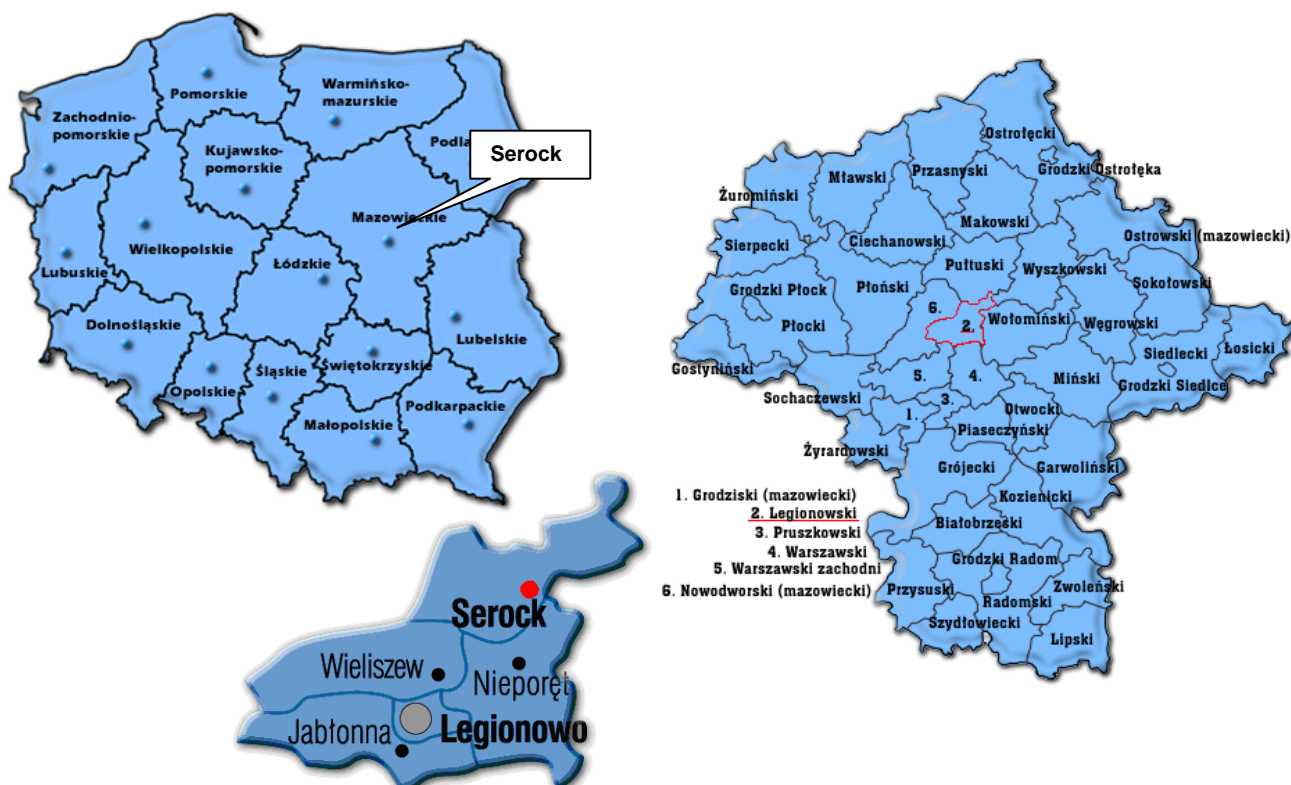 Pomorskie
Warmińsko-
mazurskie
Zachodnio-
pomorskie
Podla
Serock
Kujawsko-
pomorskie
Mazowieckie
Wielkopolskie
Łódzkie
Lubuskie
Dolnośląskie
Lubelskie
Opolskie
Śląskie
Świętokrzyskie
Małopolskie
Podkarpackie
Ostrołęcki
Mławski
Przasnyski
Grodzki Ostrołęka
Żuromiński
Makowski
Sierpecki
Ciechanowski
Ostrowski (mazowiecki)
Pułtuski
Wyszkowski
Sokołowski
Grodzki Płock
Płoński
6.
Płocki
2.
Wołomiński
Węgrowski
Gostyniński
Siedlecki
Łosicki
5.
4.
Miński
Grodzki Siedlce
Sochaczewski
3.
1.
Otwocki
Piaseczyński
Żyrardowski
Grójecki
Garwoliński
Kozienicki
Białobrzeski
Grodzki Radom
Przysuski
Zwoleński
Radomski
Szydłowiecki
Lipski
1. Grodziski (mazowiecki)
2. Legionowski
3. Pruszkowski
4. Warszawski
5. Warszawski zachodni
6. Nowodworski (mazowiecki)
Serock
Wieliszew
Nieporęt
Jabłonna
Legionowo